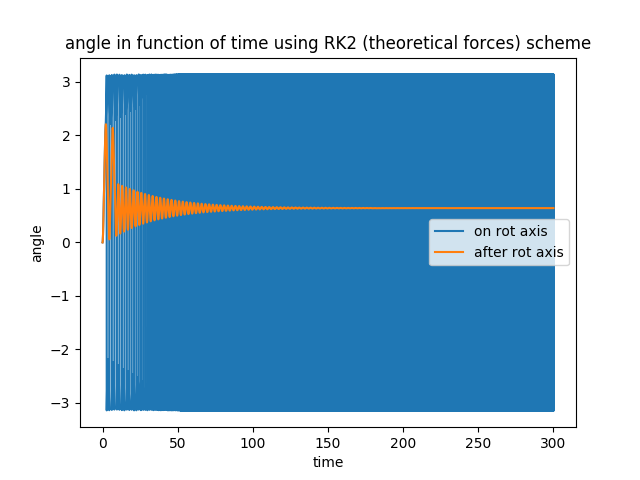 angle in function of time using RK2 (theoretical forces) scheme
3
2
1
0
−1
−2
−3
angle
on rot axis
after rot axis
0 50 100 150 200 250 300
time